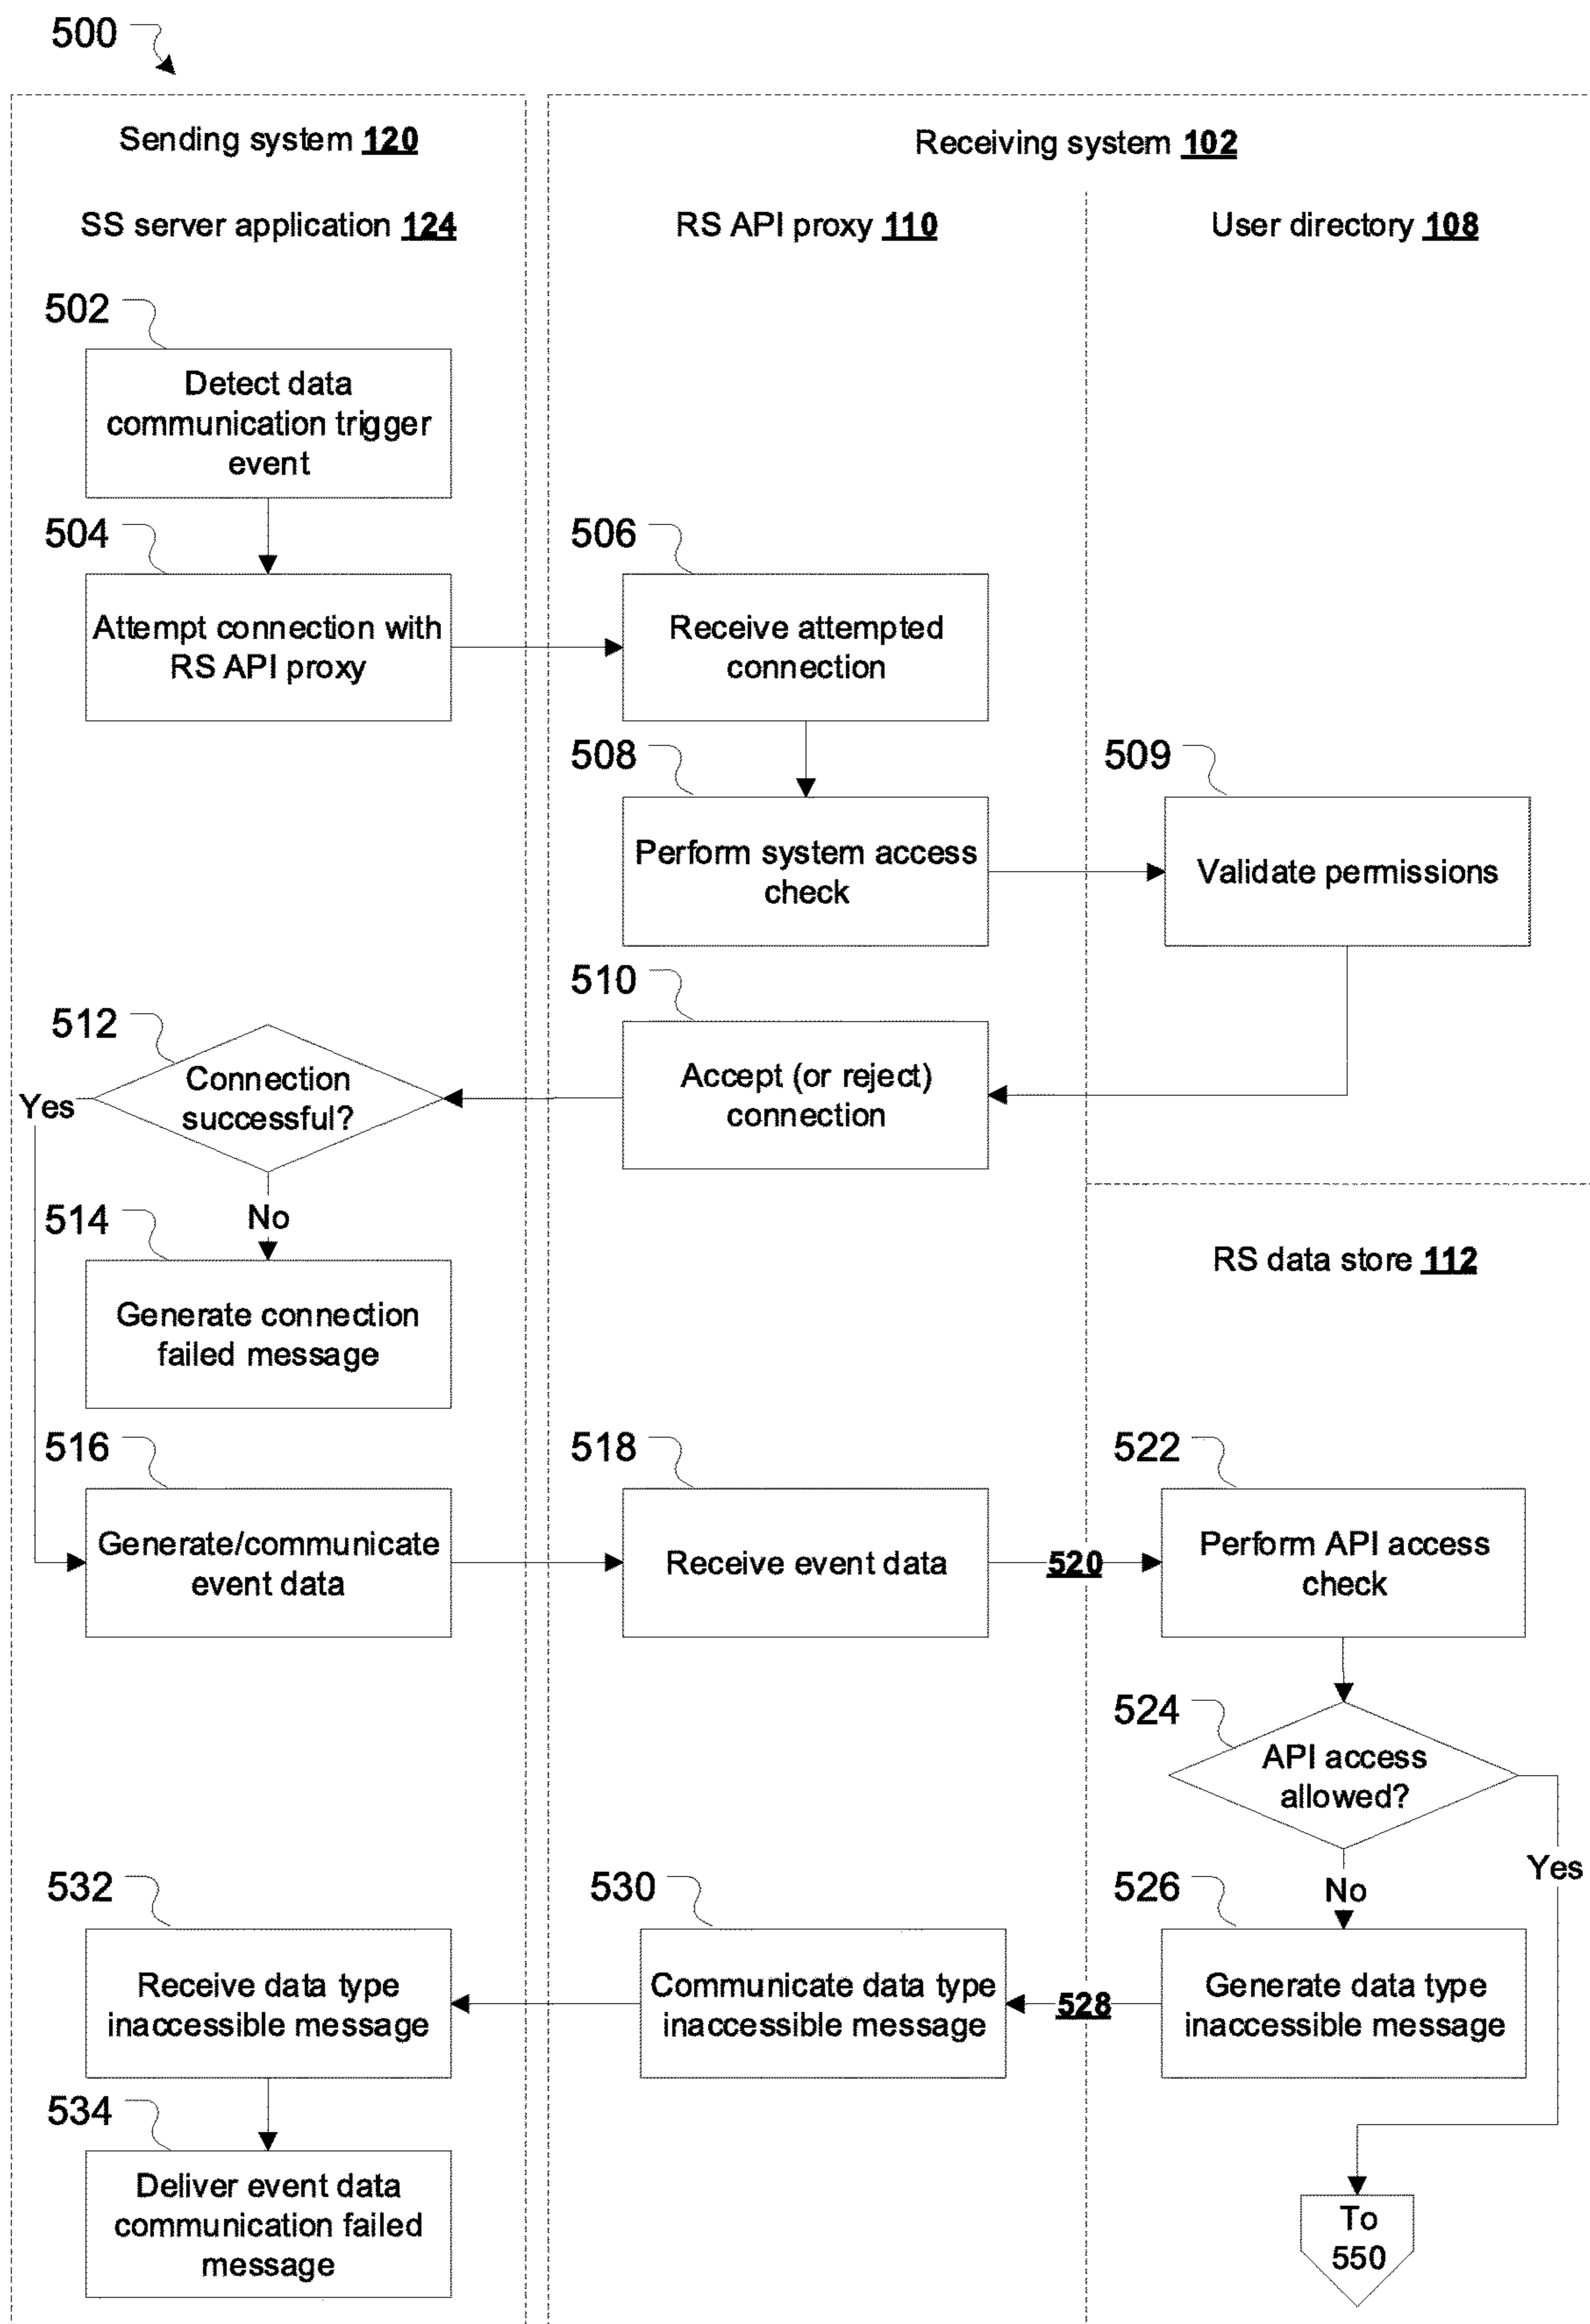 500
Sending system 120
Receiving system 102
SS server application 124
RS API proxy 110
User directory 108
502
Detect data
communication trigger
event
504
Attempt connection with
RS API proxy
506
Receive attempted
connection
508
Perform system access
check
509
Validate permissions
510
Accept (or reject)
connection
512
Connection
successful?
Yes
No
514
Generate connection
failed message
RS data store 112
516
Generate/communicate
event data
518
Receive event data
520
522
Perform API access
check
524
API access
allowed?
Yes
No
526
Generate data type
inaccessible message
528
530
Communicate data type
inaccessible message
532
Receive data type
inaccessible message
534
Deliver event data
communication failed
message
To
550